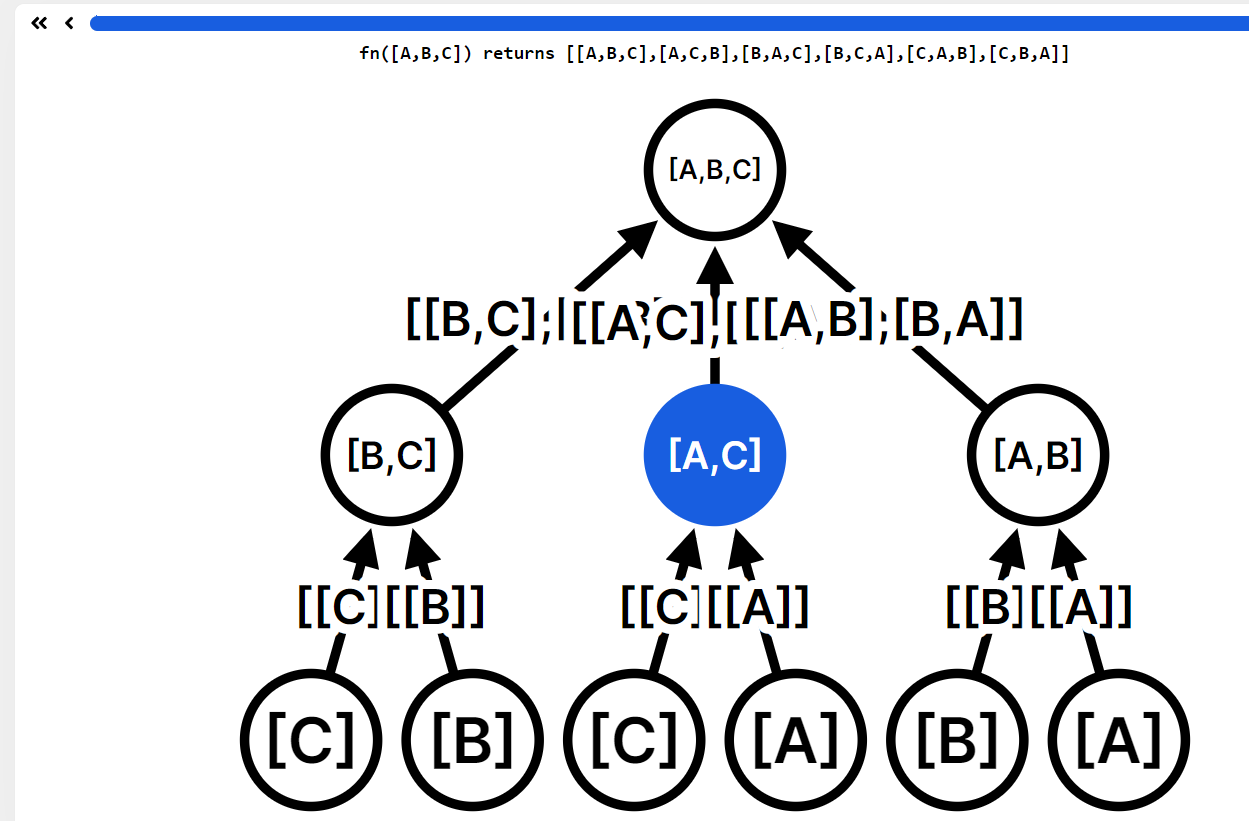 fn([A,B,C]) returns [[A,B,C],[A,C,B],[B,A,C],[B,C,A],[C,A,B],[C,B,A]]
[A,B,C]
[[B,C],[[[A,C],[[[A,B],[B,A]]
[B,C] [A,C] [A,B]
[[C][[B]] [[C][[A]] [[B][[A]]
[C] [B] [C] [A] [B] [A]